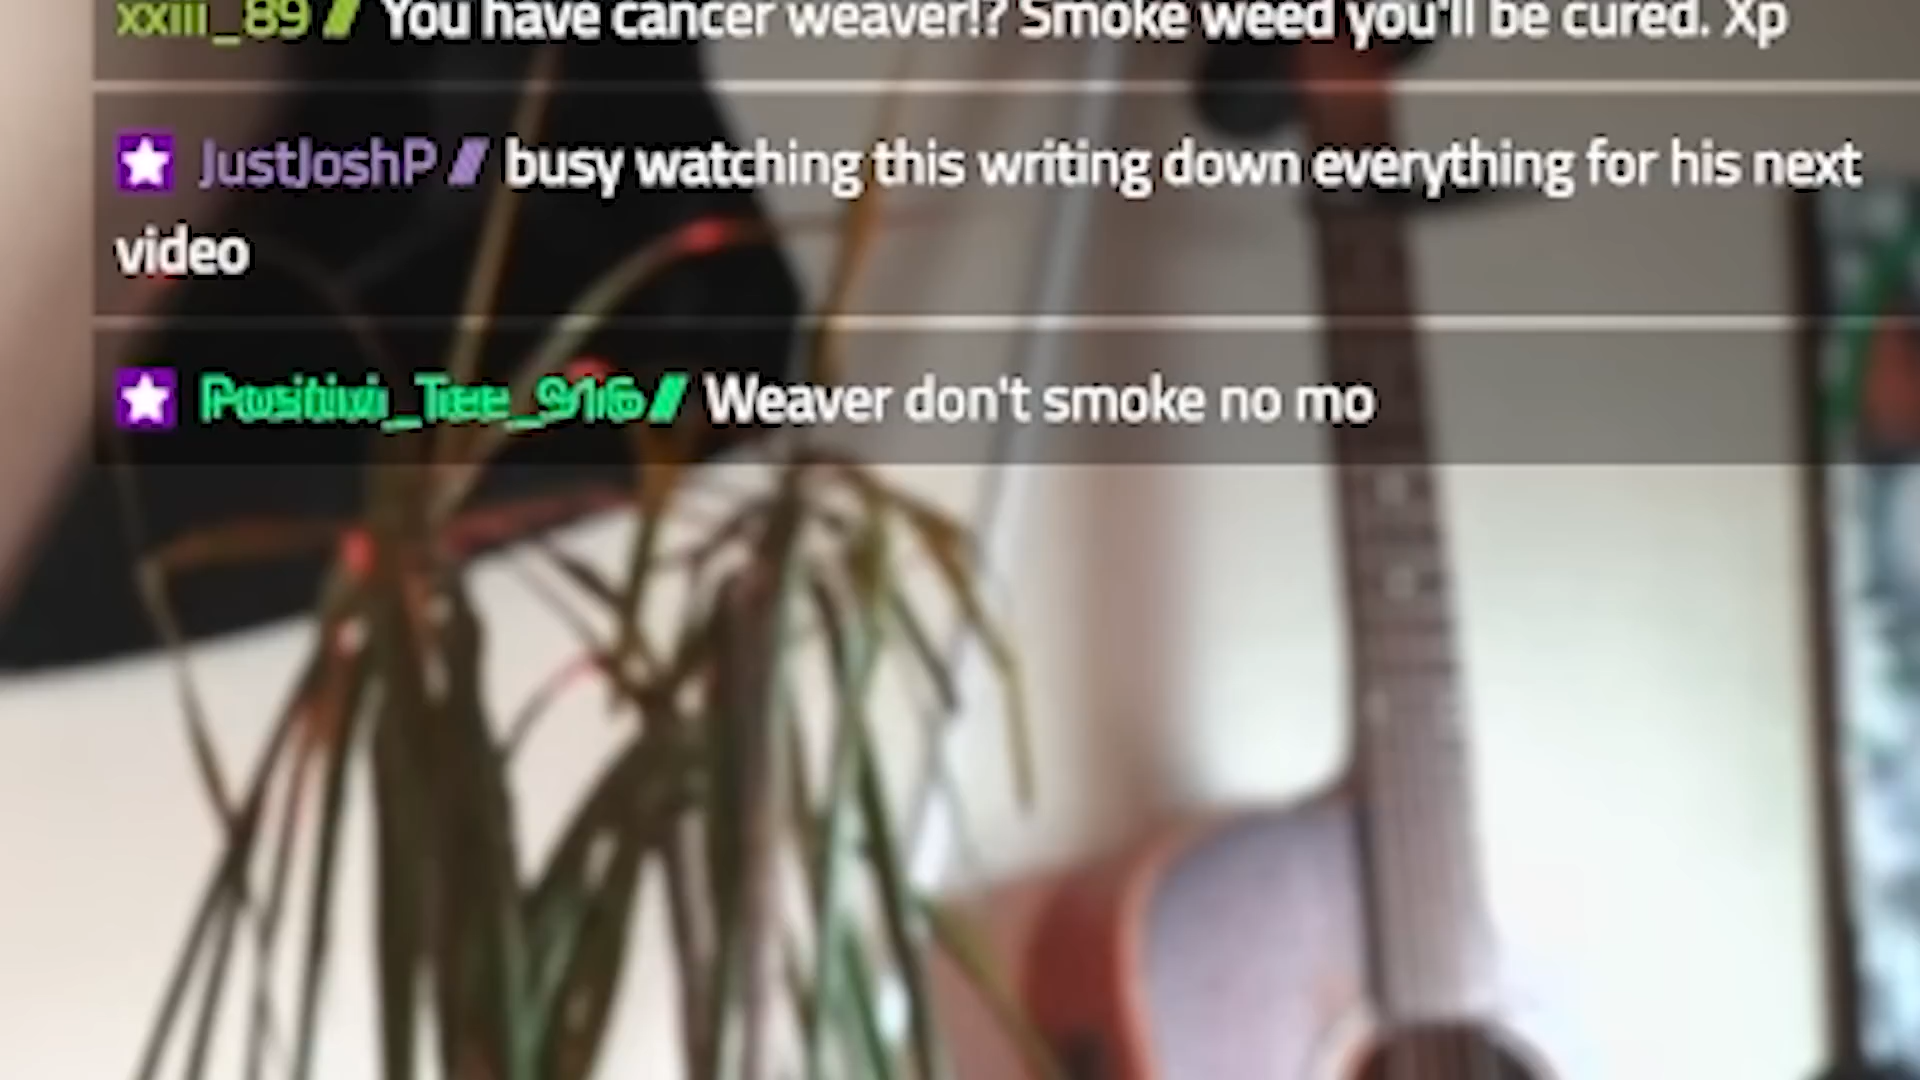 xxiii_89 // You have cancer weaver!? Smoke weed you'll be cured. Xp
JustJoshP // busy watching this writing down everything for his next
video
Positivi_Tree_916 // Weaver don't smoke no mo